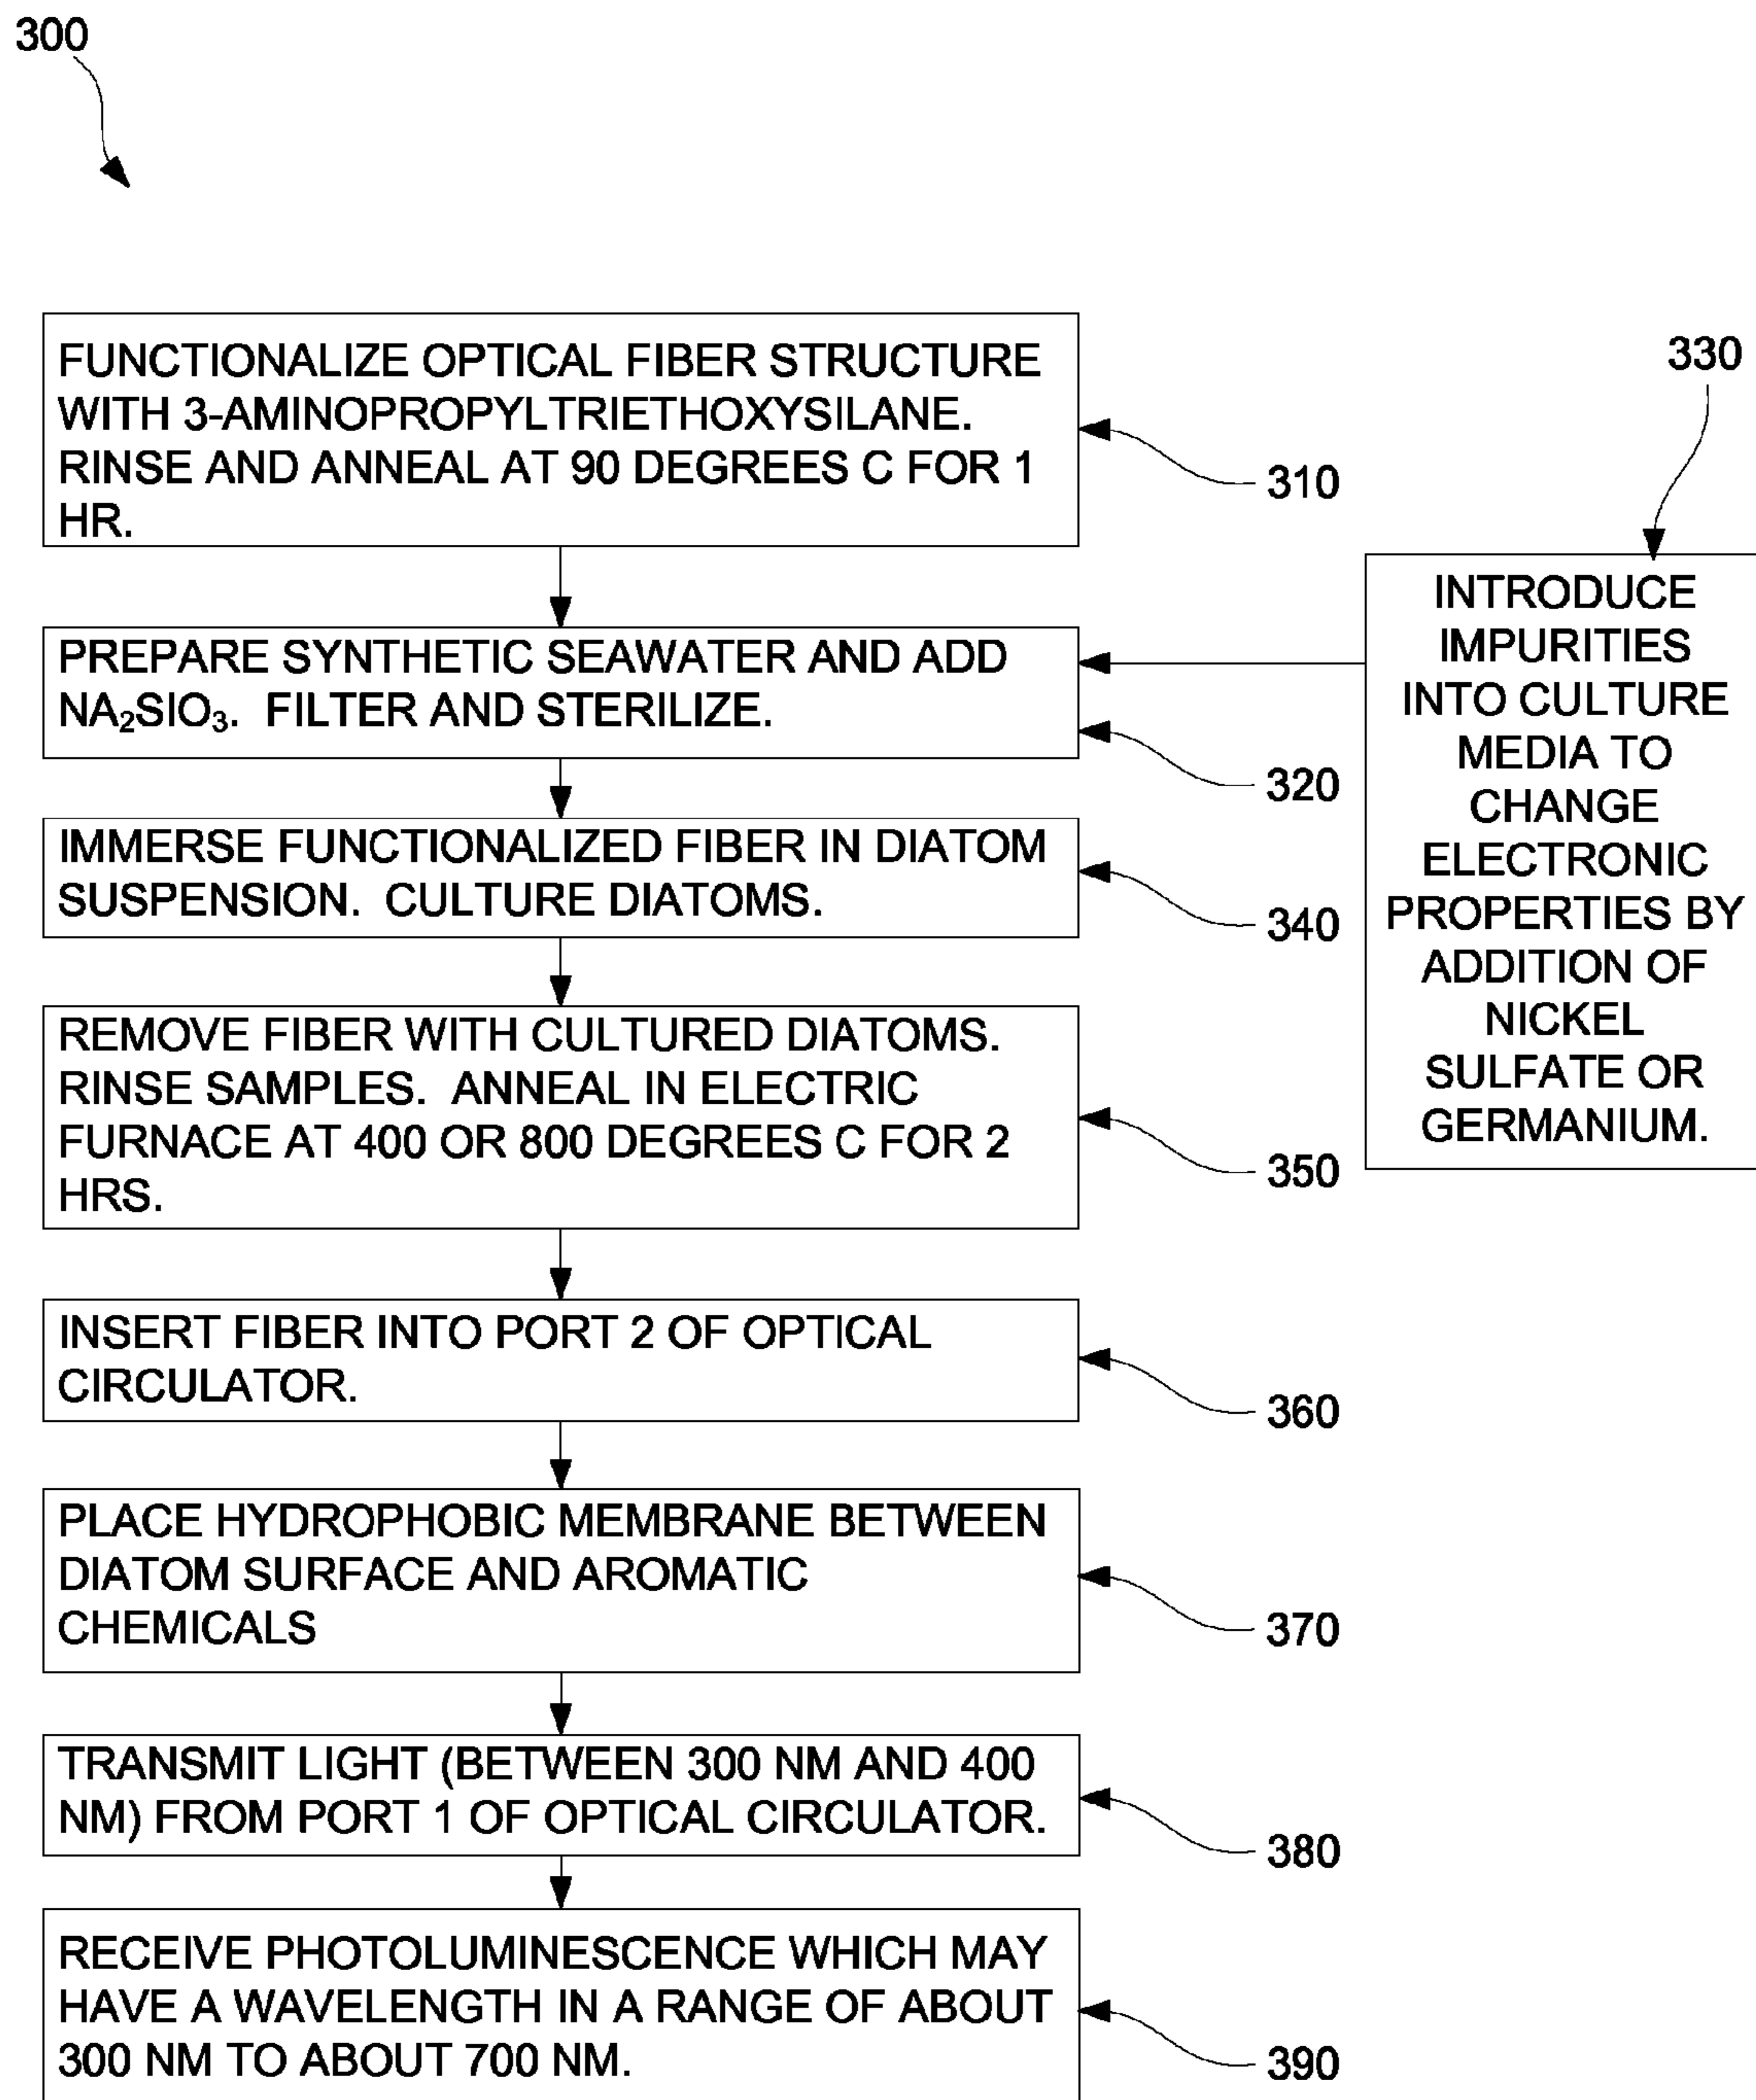 300
FUNCTIONALIZE OPTICAL FIBER STRUCTURE
WITH 3-AMINOPROPYLTRIETHOXYSILANE.
RINSE AND ANNEAL AT 90 DEGREES C FOR 1
HR.
310
330
INTRODUCE
IMPURITIES
INTO CULTURE
MEDIA TO
CHANGE
ELECTRONIC
PROPERTIES BY
ADDITION OF
NICKEL
SULFATE OR
GERMANIUM.
PREPARE SYNTHETIC SEAWATER AND ADD
NA₂SIO₃. FILTER AND STERILIZE.
320
IMMERSE FUNCTIONALIZED FIBER IN DIATOM
SUSPENSION. CULTURE DIATOMS.
340
REMOVE FIBER WITH CULTURED DIATOMS.
RINSE SAMPLES. ANNEAL IN ELECTRIC
FURNACE AT 400 OR 800 DEGREES C FOR 2
HRS.
350
INSERT FIBER INTO PORT 2 OF OPTICAL
CIRCULATOR.
360
PLACE HYDROPHOBIC MEMBRANE BETWEEN
DIATOM SURFACE AND AROMATIC
CHEMICALS
370
TRANSMIT LIGHT (BETWEEN 300 NM AND 400
NM) FROM PORT 1 OF OPTICAL CIRCULATOR.
380
RECEIVE PHOTOLUMINESCENCE WHICH MAY
HAVE A WAVELENGTH IN A RANGE OF ABOUT
300 NM TO ABOUT 700 NM.
390